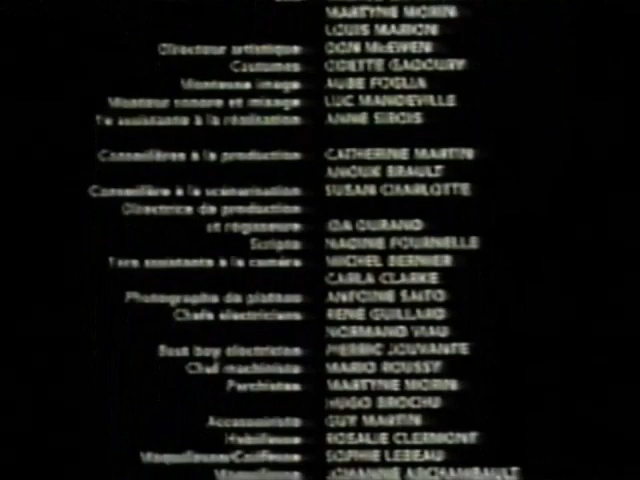 MARTYNE MORIN
LOUIS MARION
Directeur artistique DON McEWEN
Costumes ODETTE GADOURY
Monteuse image AUBE FOGLIA
Monteur sonore et mixage LUC MANDEVILLE
1e assistante à la réalisation ANNE SIROIS
Conseillères à la production CATHERINE MARTIN
ANOUK BRAULT
Conseillère à la scénarisation SUSAN CHARLOTTE
Directrice de production
et régisseure IDA DURAND
Scripte NADINE FOURNELLE
1ers assistants à la caméra MICHEL BERNIER
CARLA CLARKE
Photographe de plateau ANTOINE SAITO
Chefs électriciens RENÉ GUILLARD
NORMAND VIAU
Best boy électricien PIERRIC JOUVANTE
Chef machiniste MARIO ROUSSY
Perchistes MARTYNE MORIN
HUGO BROCHU
Accessoiriste GUY MARTIN
Habilleuse ROSALIE CLERMONT
Maquilleuse/Coiffeuse SOPHIE LEBEAU
Maquilleuse JOHANNE ARCHAMBAULT